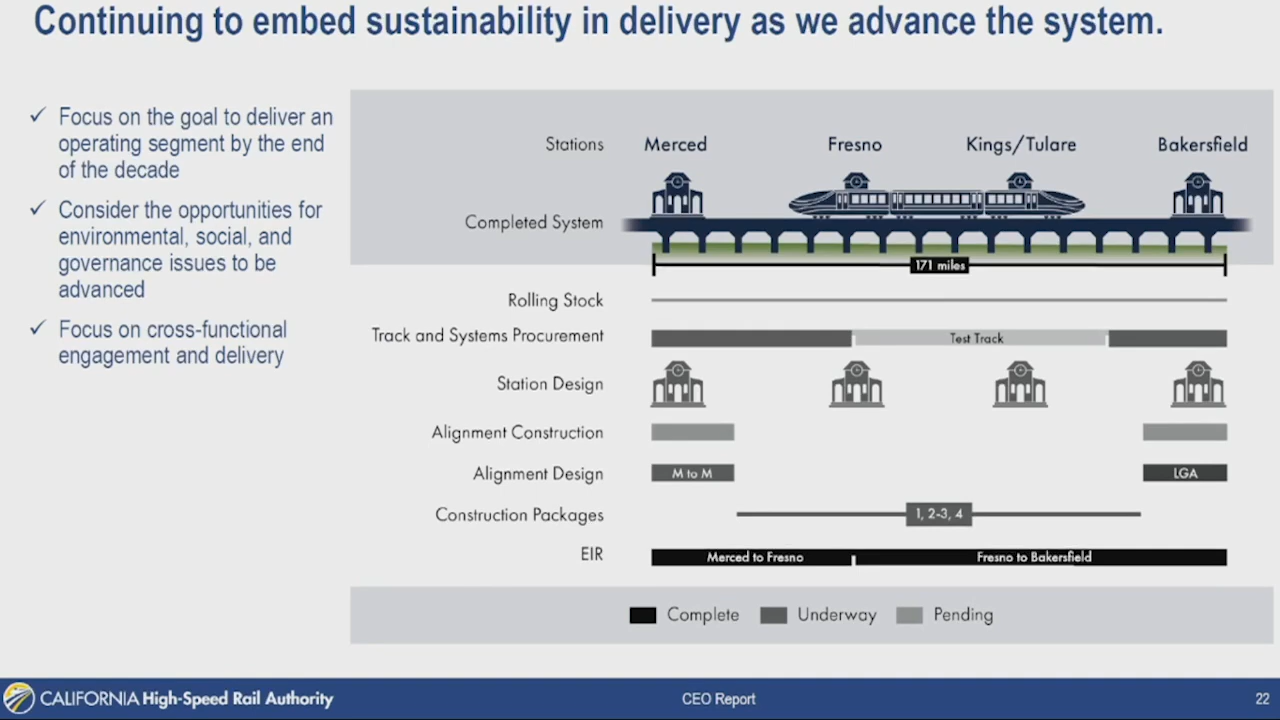 Continuing to embed sustainability in delivery as we advance the system.
✓ Focus on the goal to deliver an
operating segment by the end
of the decade
✓ Consider the opportunities for
environmental, social, and
governance issues to be
advanced
✓ Focus on cross-functional
engagement and delivery
Stations Merced Fresno Kings/Tulare Bakersfield
Completed System
171 miles
Rolling Stock
Track and Systems Procurement Test Track
Station Design
Alignment Construction
Alignment Design M to M LGA
Construction Packages 1, 2-3, 4
EIR Merced to Fresno Fresno to Bakersfield
Complete Underway Pending
CALIFORNIA High-Speed Rail Authority CEO Report 22